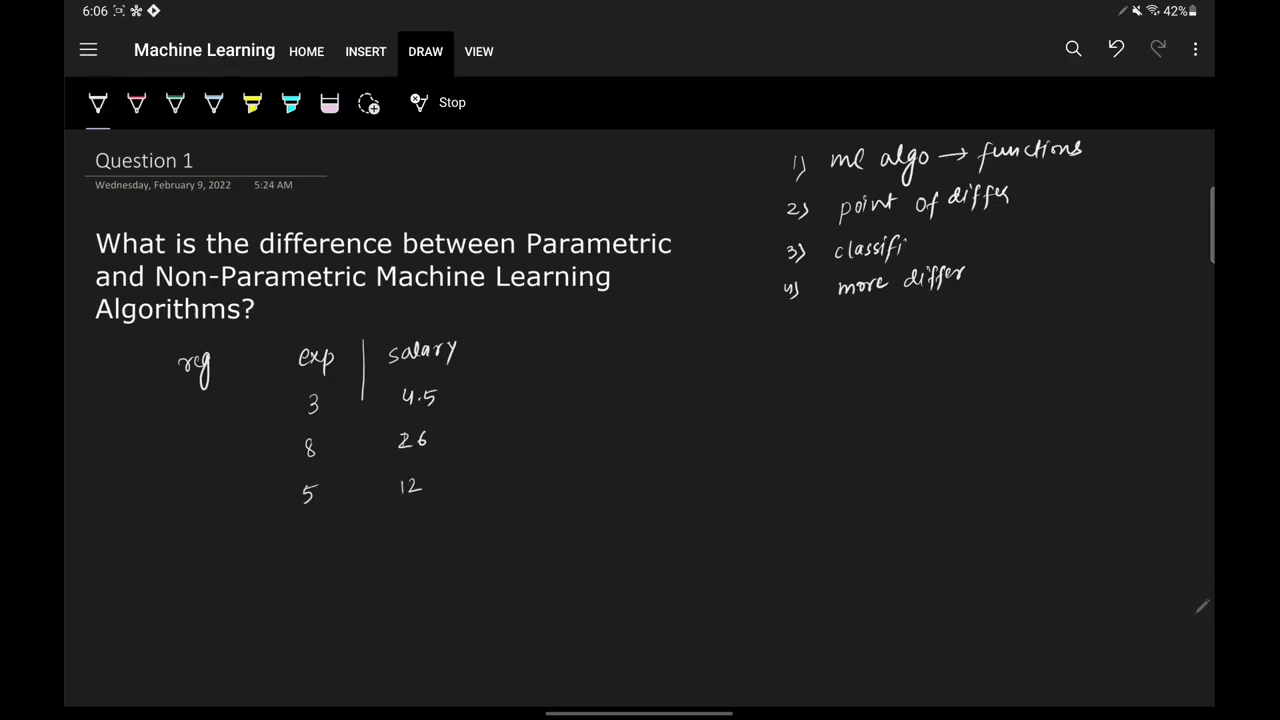 6:06 42%
Machine Learning HOME INSERT DRAW VIEW
Stop
Question 1
Wednesday, February 9, 2022 5:24 AM
What is the difference between Parametric
and Non-Parametric Machine Learning
Algorithms?
reg exp salary
3 4.5
8 26
5 12
1) ml algo → functions
2) point of differ
3) classifi
4) more differ